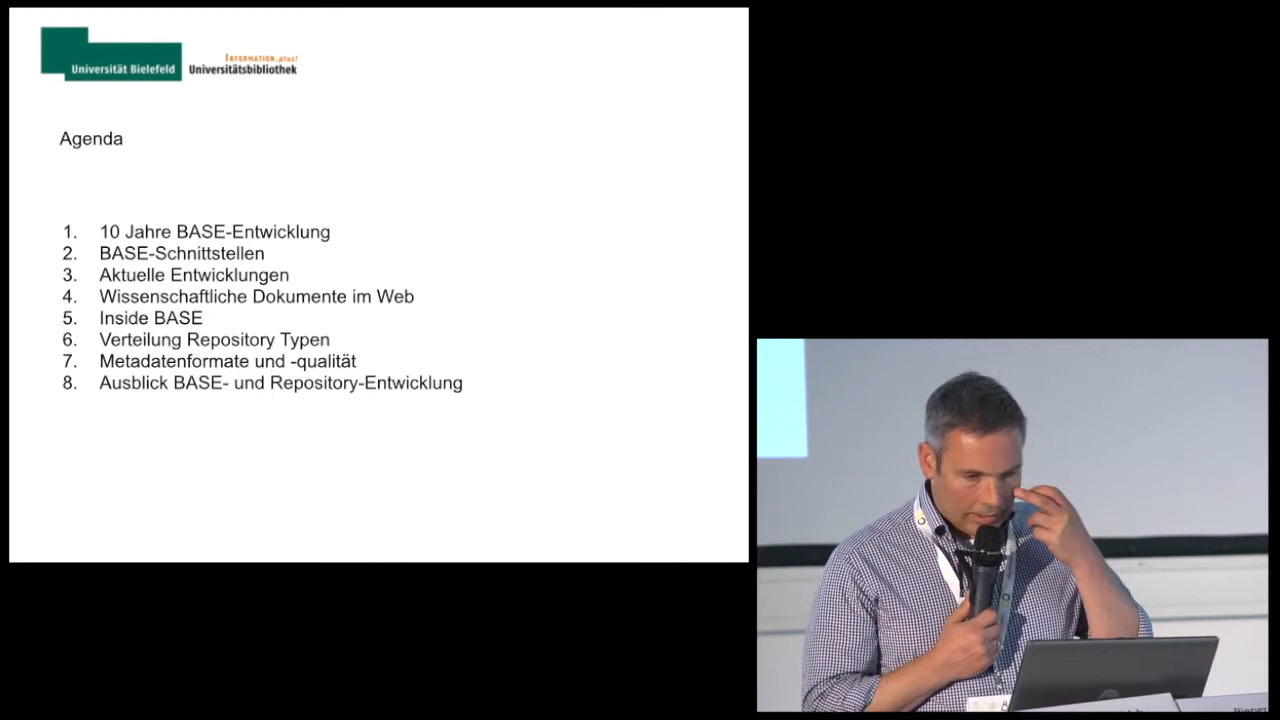 Universität Bielefeld
INFORMATION.plus!
Universitätsbibliothek
Agenda
1. 10 Jahre BASE-Entwicklung
2. BASE-Schnittstellen
3. Aktuelle Entwicklungen
4. Wissenschaftliche Dokumente im Web
5. Inside BASE
6. Verteilung Repository Typen
7. Metadatenformate und -qualität
8. Ausblick BASE- und Repository-Entwicklung